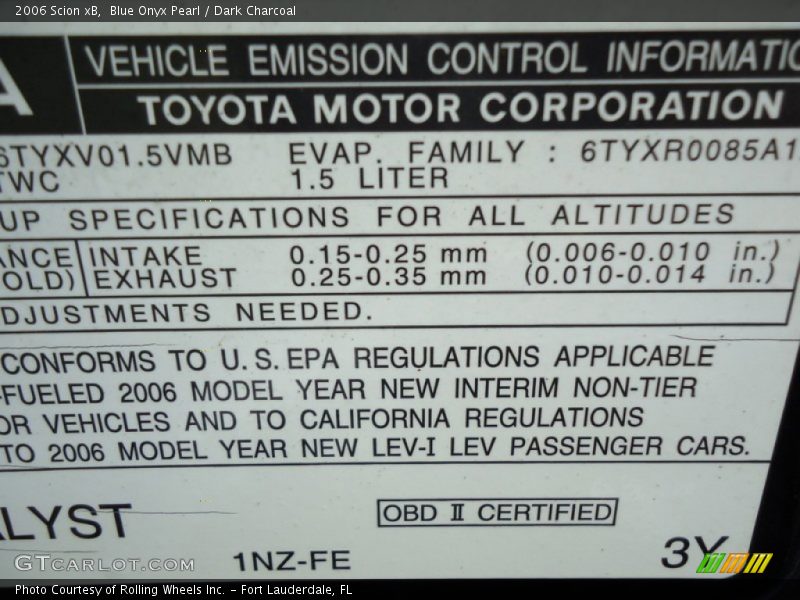 2006 Scion xB,  Blue Onyx Pearl / Dark Charcoal
A VEHICLE EMISSION CONTROL INFORMATIO
TOYOTA MOTOR CORPORATION
6TYXV01.5VMB EVAP. FAMILY : 6TYXR0085A1
TWC 1.5 LITER
UP SPECIFICATIONS FOR ALL ALTITUDES
ANCE INTAKE 0.15-0.25 mm (0.006-0.010 in.)
OLD) EXHAUST 0.25-0.35 mm (0.010-0.014 in.)
DJUSTMENTS NEEDED.
CONFORMS TO U.S.EPA REGULATIONS APPLICABLE
-FUELED 2006 MODEL YEAR NEW INTERIM NON-TIER
OR VEHICLES AND TO CALIFORNIA REGULATIONS
TO 2006 MODEL YEAR NEW LEV-I LEV PASSENGER CARS.
ALYST OBD II CERTIFIED
1NZ-FE 3Y
GTCarlot.com
Photo Courtesy of Rolling Wheels Inc. – Fort Lauderdale, FL